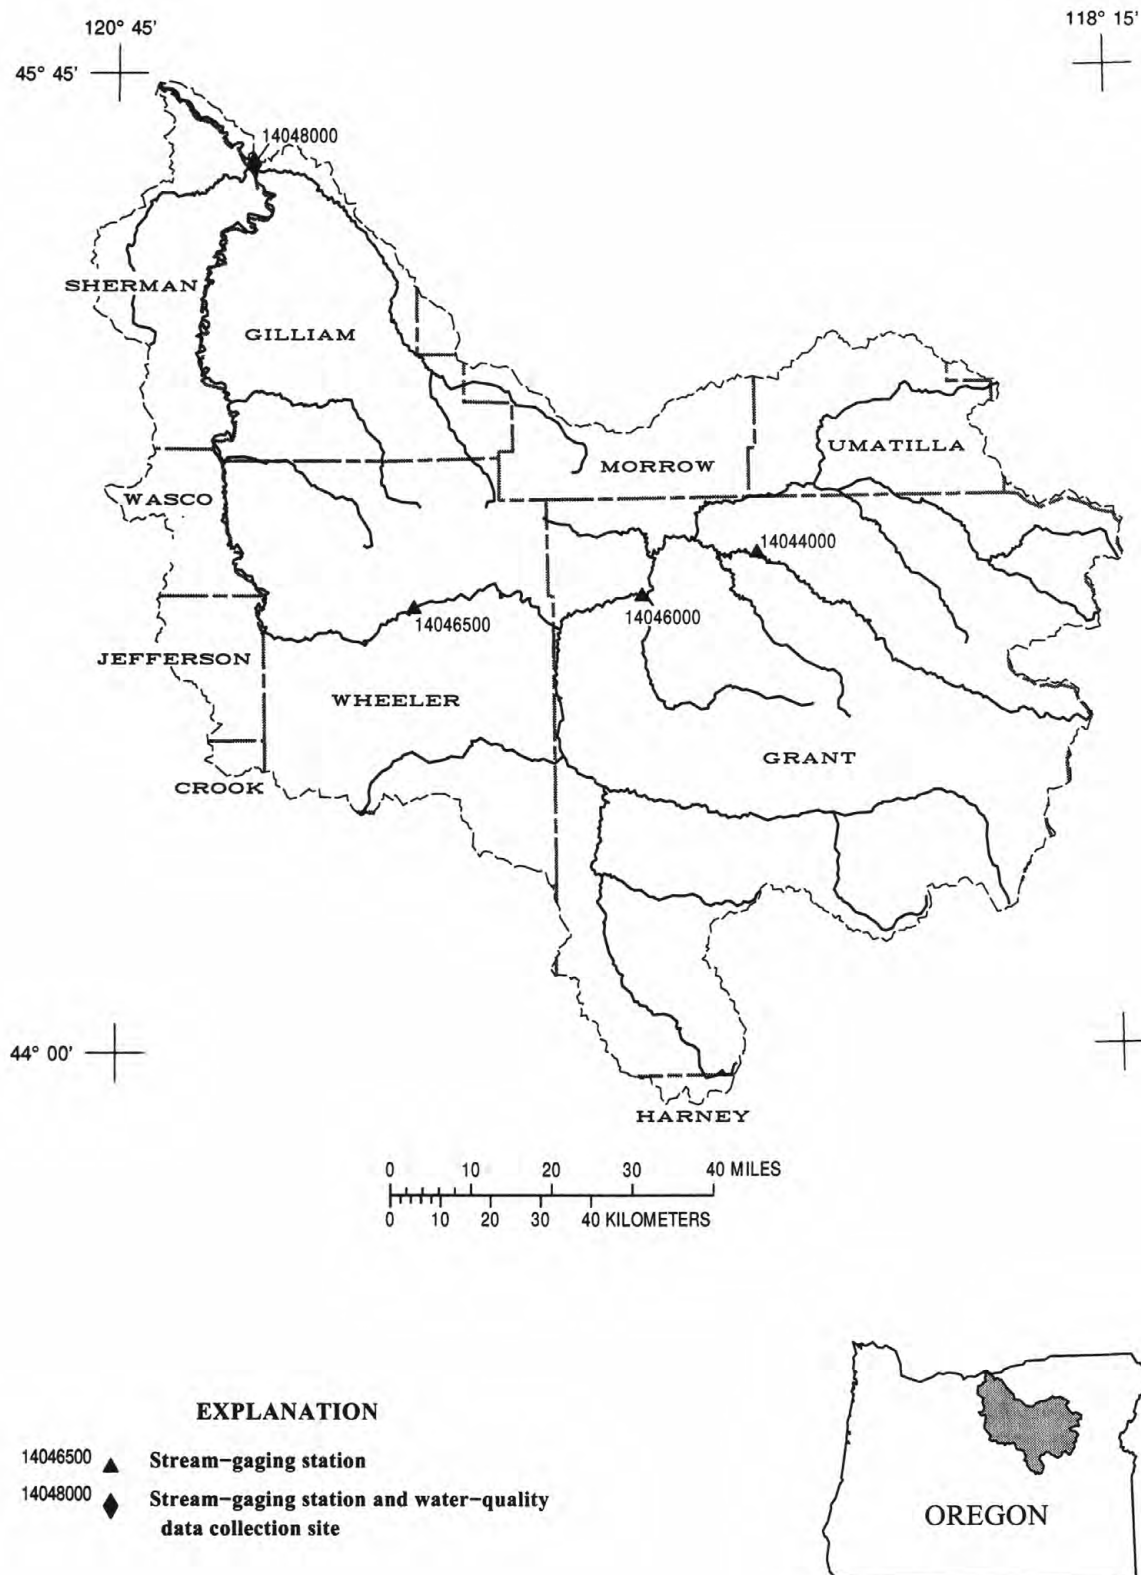 120° 45'
118° 15'
45° 45'
14048000
SHERMAN
GILLIAM
UMATILLA
MORROW
WASCO
14044000
14046500
14046000
JEFFERSON
WHEELER
GRANT
CROOK
44° 00'
HARNEY
0 10 20 30 40 MILES
0 10 20 30 40 KILOMETERS
EXPLANATION
14046500 Stream-gaging station
14048000 Stream-gaging station and water-quality
data collection site
OREGON